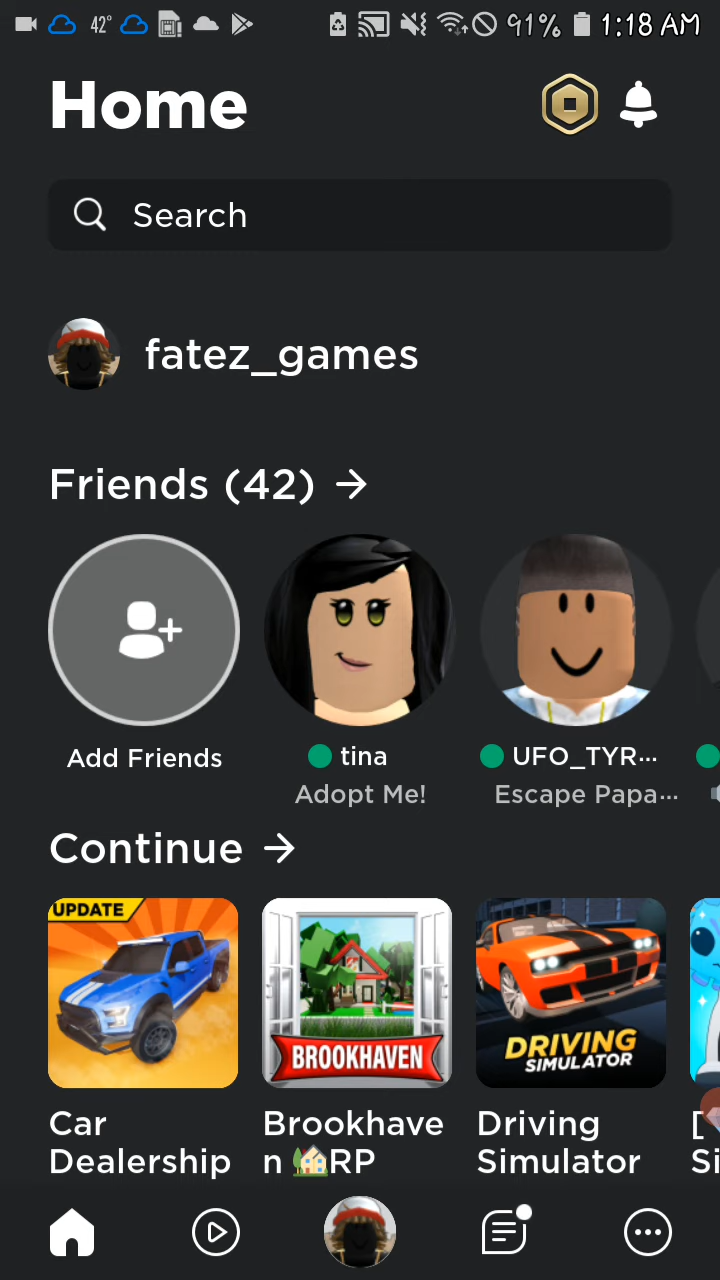 42° 91% 1:18 AM
Home
Search
fatez_games
Friends (42) →
Add Friends
tina
UFO_TYR...
Adopt Me!
Escape Papa...
Continue →
UPDATE
BROOKHAVEN
DRIVING
SIMULATOR
Car
Dealership
Brookhave
n 🏡RP
Driving
Simulator
[
Si